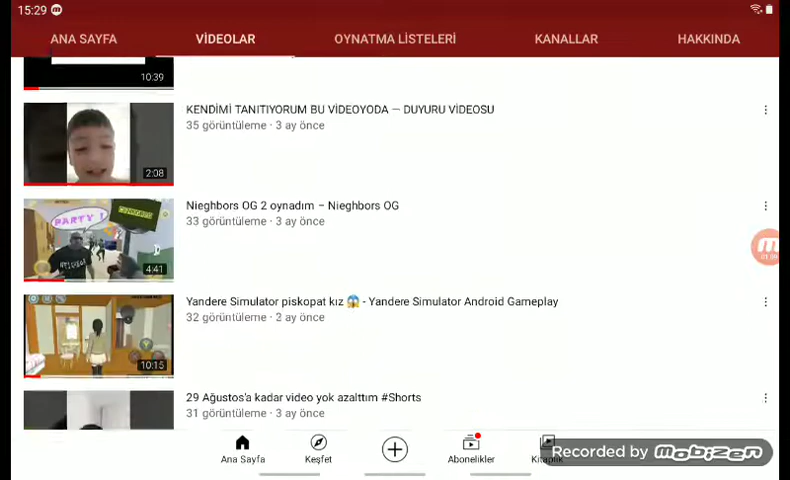 15:29
ANA SAYFA
VİDEOLAR
OYNATMA LİSTELERİ
KANALLAR
HAKKINDA
10:39
KENDİMİ TANITIYORUM BU VİDEOYODA — DUYURU VİDEOSU
35 görüntüleme · 3 ay önce
2:08
Nieghbors OG 2 oynadım – Nieghbors OG
33 görüntüleme · 3 ay önce
PARTY!
4:41
Yandere Simulator piskopat kız 😱 - Yandere Simulator Android Gameplay
32 görüntüleme · 3 ay önce
10:15
29 Ağustos'a kadar video yok azalttım #Shorts
31 görüntüleme · 3 ay önce
Ana Sayfa
Keşfet
Abonelikler
Kitaplık
Recorded by MOBIZEN